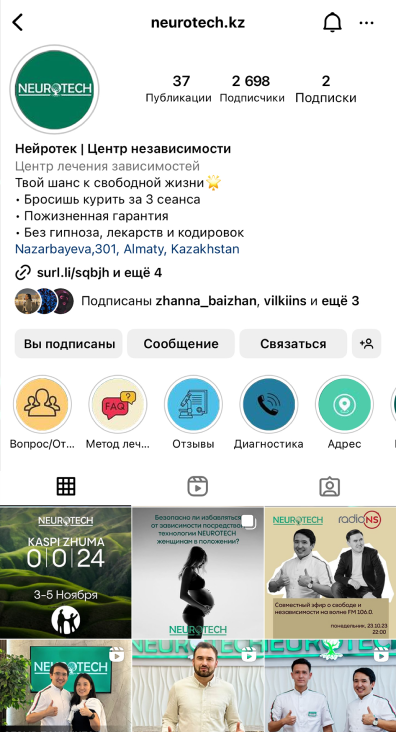 neurotech.kz
NEUROTECH
37
Публикации
2 698
Подписчики
2
Подписки
Нейротек | Центр независимости
Центр лечения зависимостей
Твой шанс к свободной жизни🌟
• Бросишь курить за 3 сеанса
• Пожизненная гарантия
• Без гипноза, лекарств и кодировок
Nazarbayeva,301, Almaty, Kazakhstan
surl.li/sqbjh и ещё 4
Подписаны zhanna_baizhan, vilkiins и ещё 3
Вы подписаны
Сообщение
Связаться
FAQ
Вопрос/От...
Метод леч...
Отзывы
Диагностика
Адрес
NEUROTECH
KASPI ZHUMA
0|0|24
3-5 Ноября
Безопасно ли избавляться
от зависимости посредством
технологии NEUROTECH
женщинам в положении?
NEUROTECH
NEUROTECH
radio NS
Совместный эфир о свободе и
независимости на волне FM 106.0.
понедельник, 23.10.23
22:00
NEUROTECH
NEUROTECH